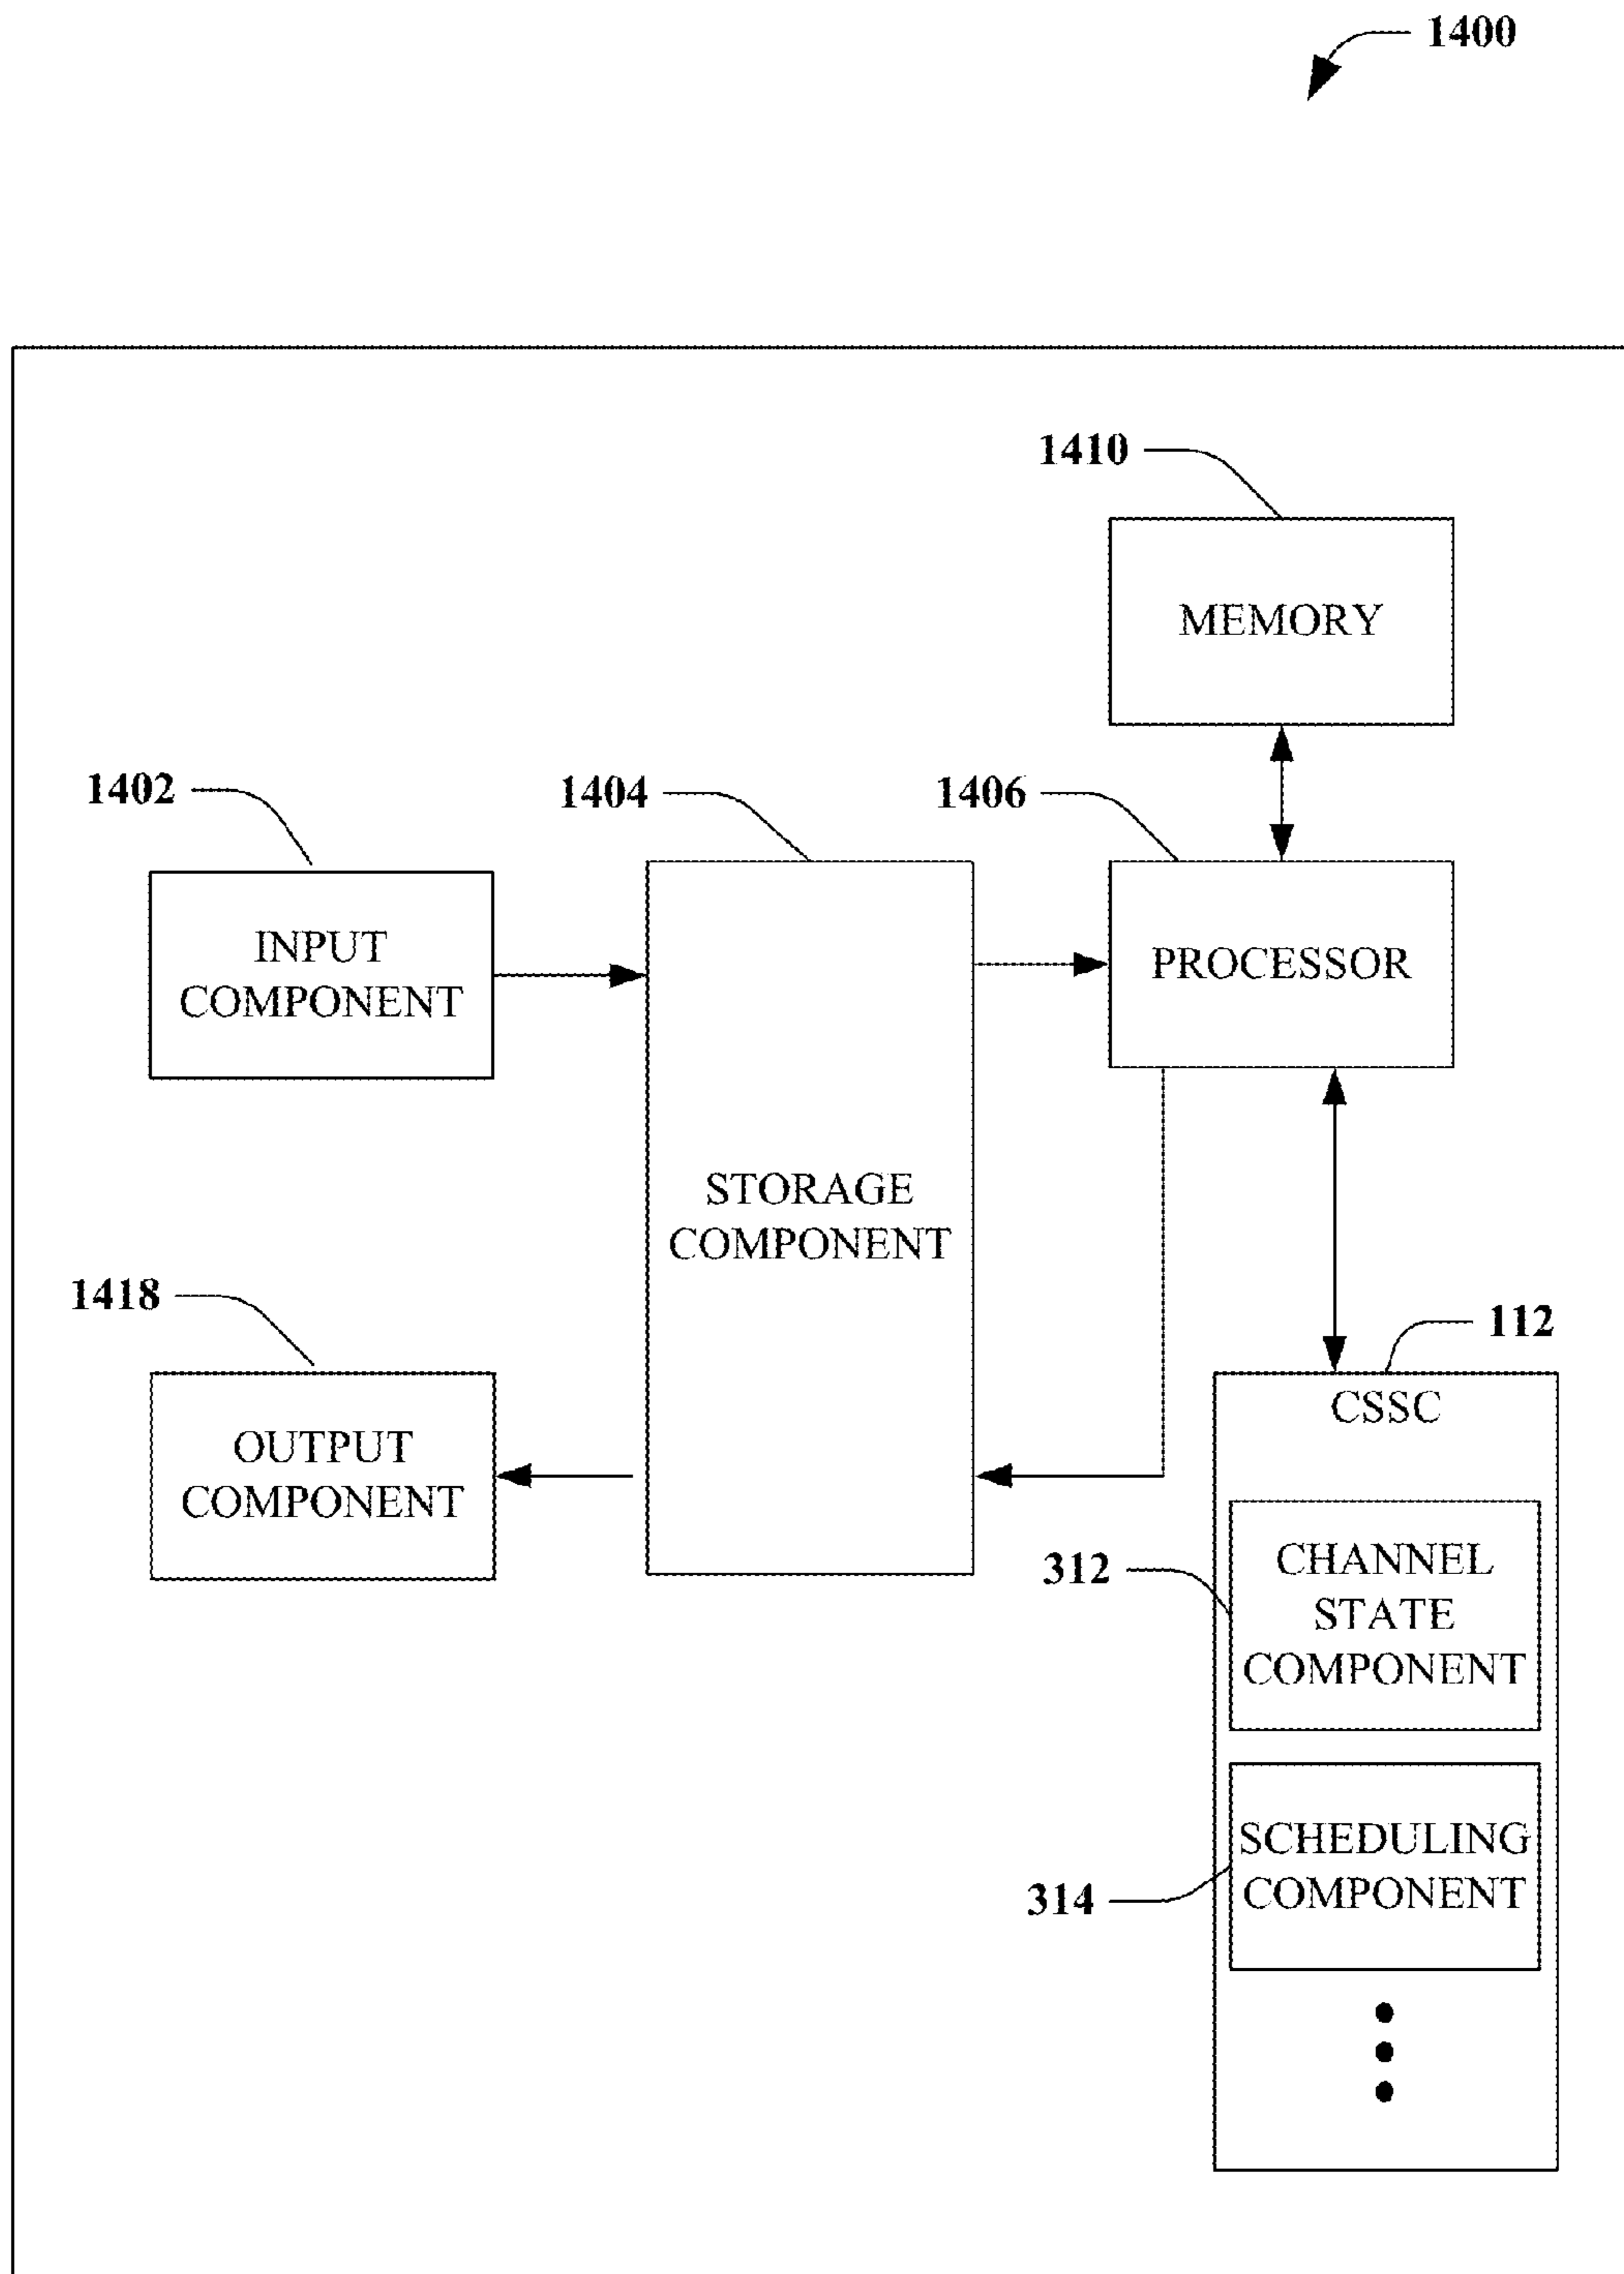 1400
1410
MEMORY
1402
1404
1406
INPUT
COMPONENT
PROCESSOR
STORAGE
COMPONENT
1418
112
OUTPUT
COMPONENT
CSSC
312
CHANNEL
STATE
COMPONENT
314
SCHEDULING
COMPONENT